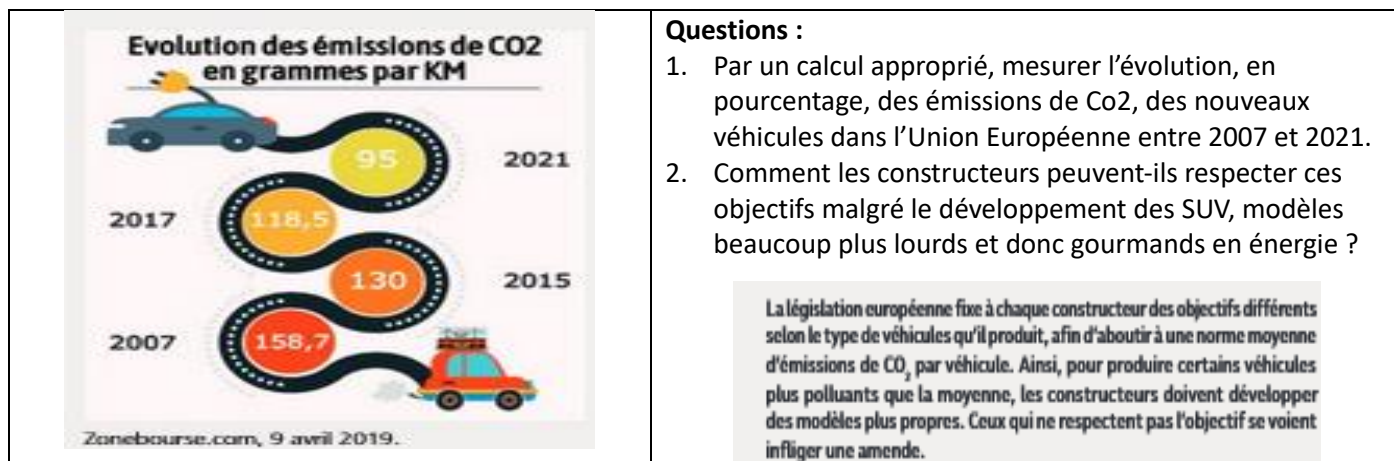 Evolution des émissions de CO2
en grammes par KM
95
2021
2017
118,5
130
2015
2007
158,7
Zonebourse.com, 9 avril 2019.
Questions :
1. Par un calcul approprié, mesurer l’évolution, en
pourcentage, des émissions de Co2, des nouveaux
véhicules dans l’Union Européenne entre 2007 et 2021.
2. Comment les constructeurs peuvent-ils respecter ces
objectifs malgré le développement des SUV, modèles
beaucoup plus lourds et donc gourmands en énergie ?
La législation européenne fixe à chaque constructeur des objectifs différents
selon le type de véhicules qu'il produit, afin d'aboutir à une norme moyenne
d'émissions de CO₂ par véhicule. Ainsi, pour produire certains véhicules
plus polluants que la moyenne, les constructeurs doivent développer
des modèles plus propres. Ceux qui ne respectent pas l'objectif se voient
infliger une amende.